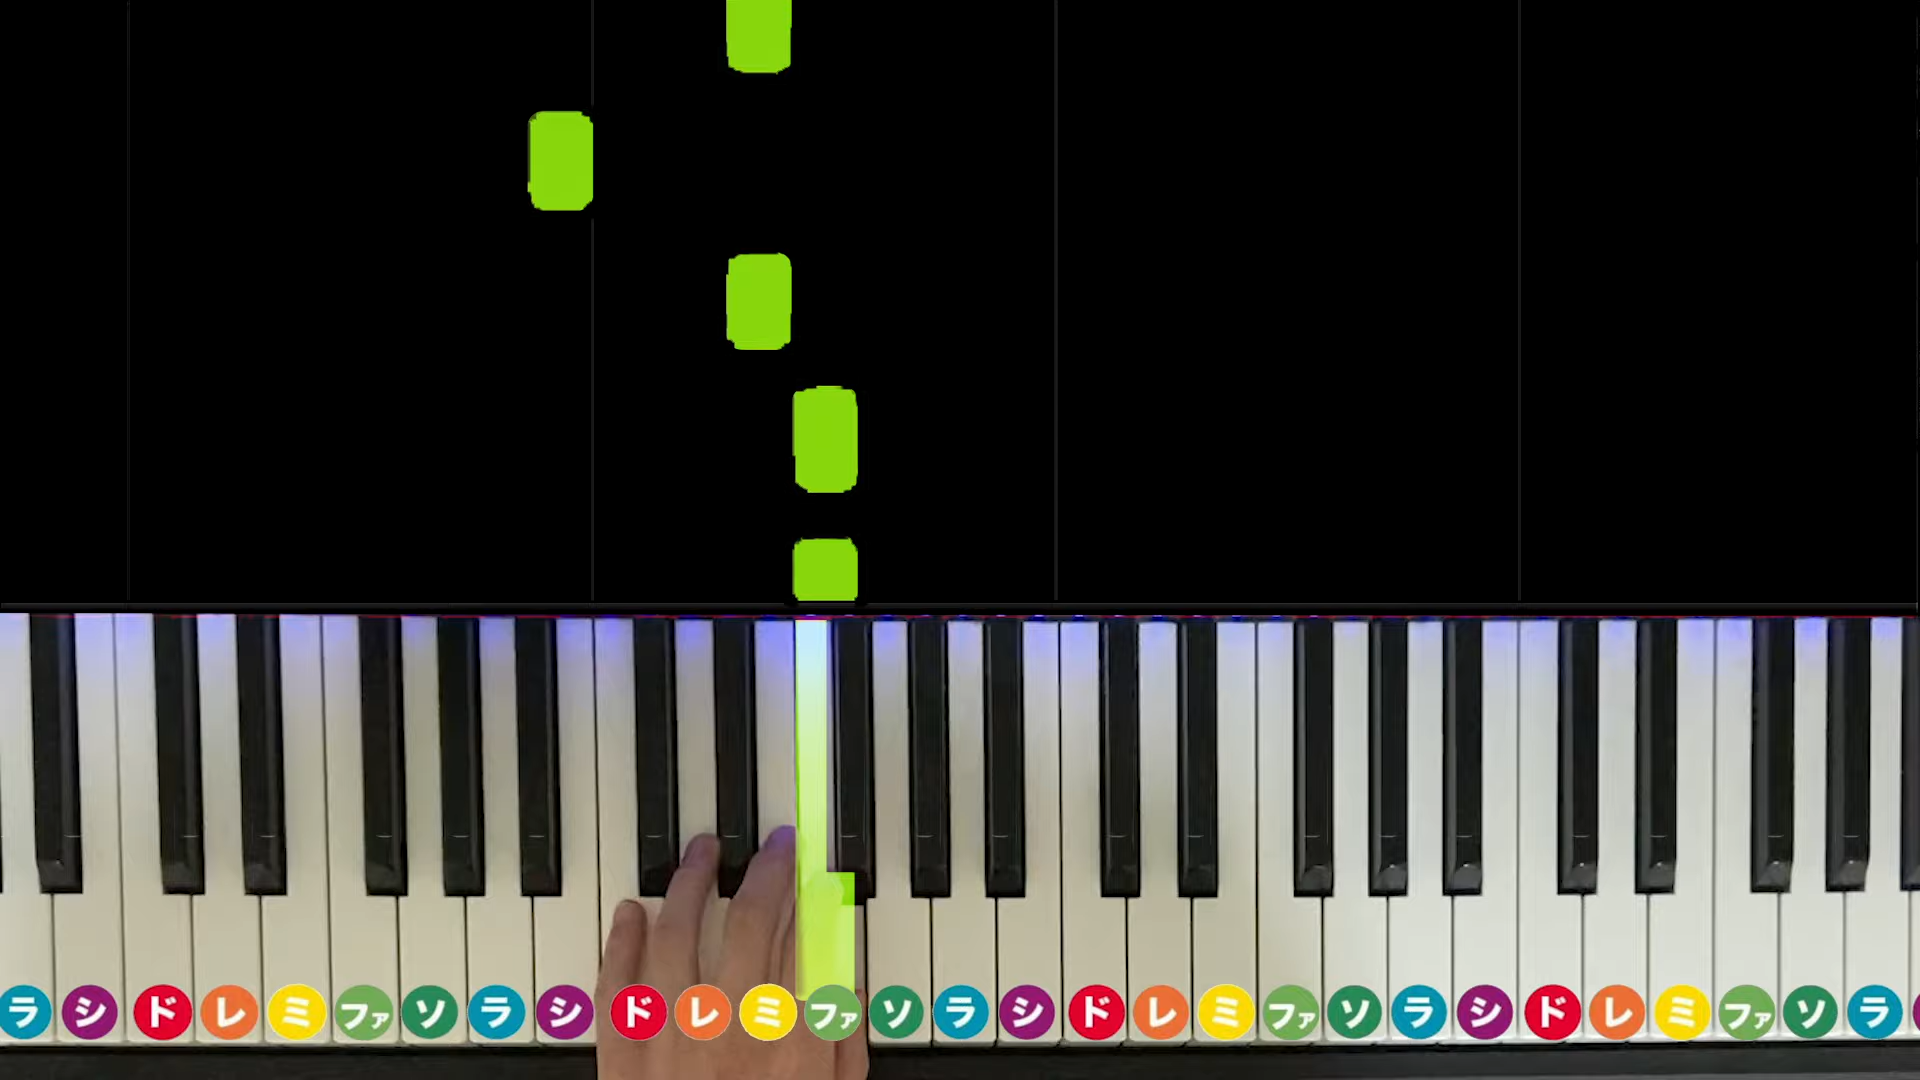 ラ シ ド レ ミ ファ ソ ラ シ ド レ ミ ファ ソ ラ シ ド レ ミ ファ ソ ラ シ ド レ ミ ファ ソ ラ